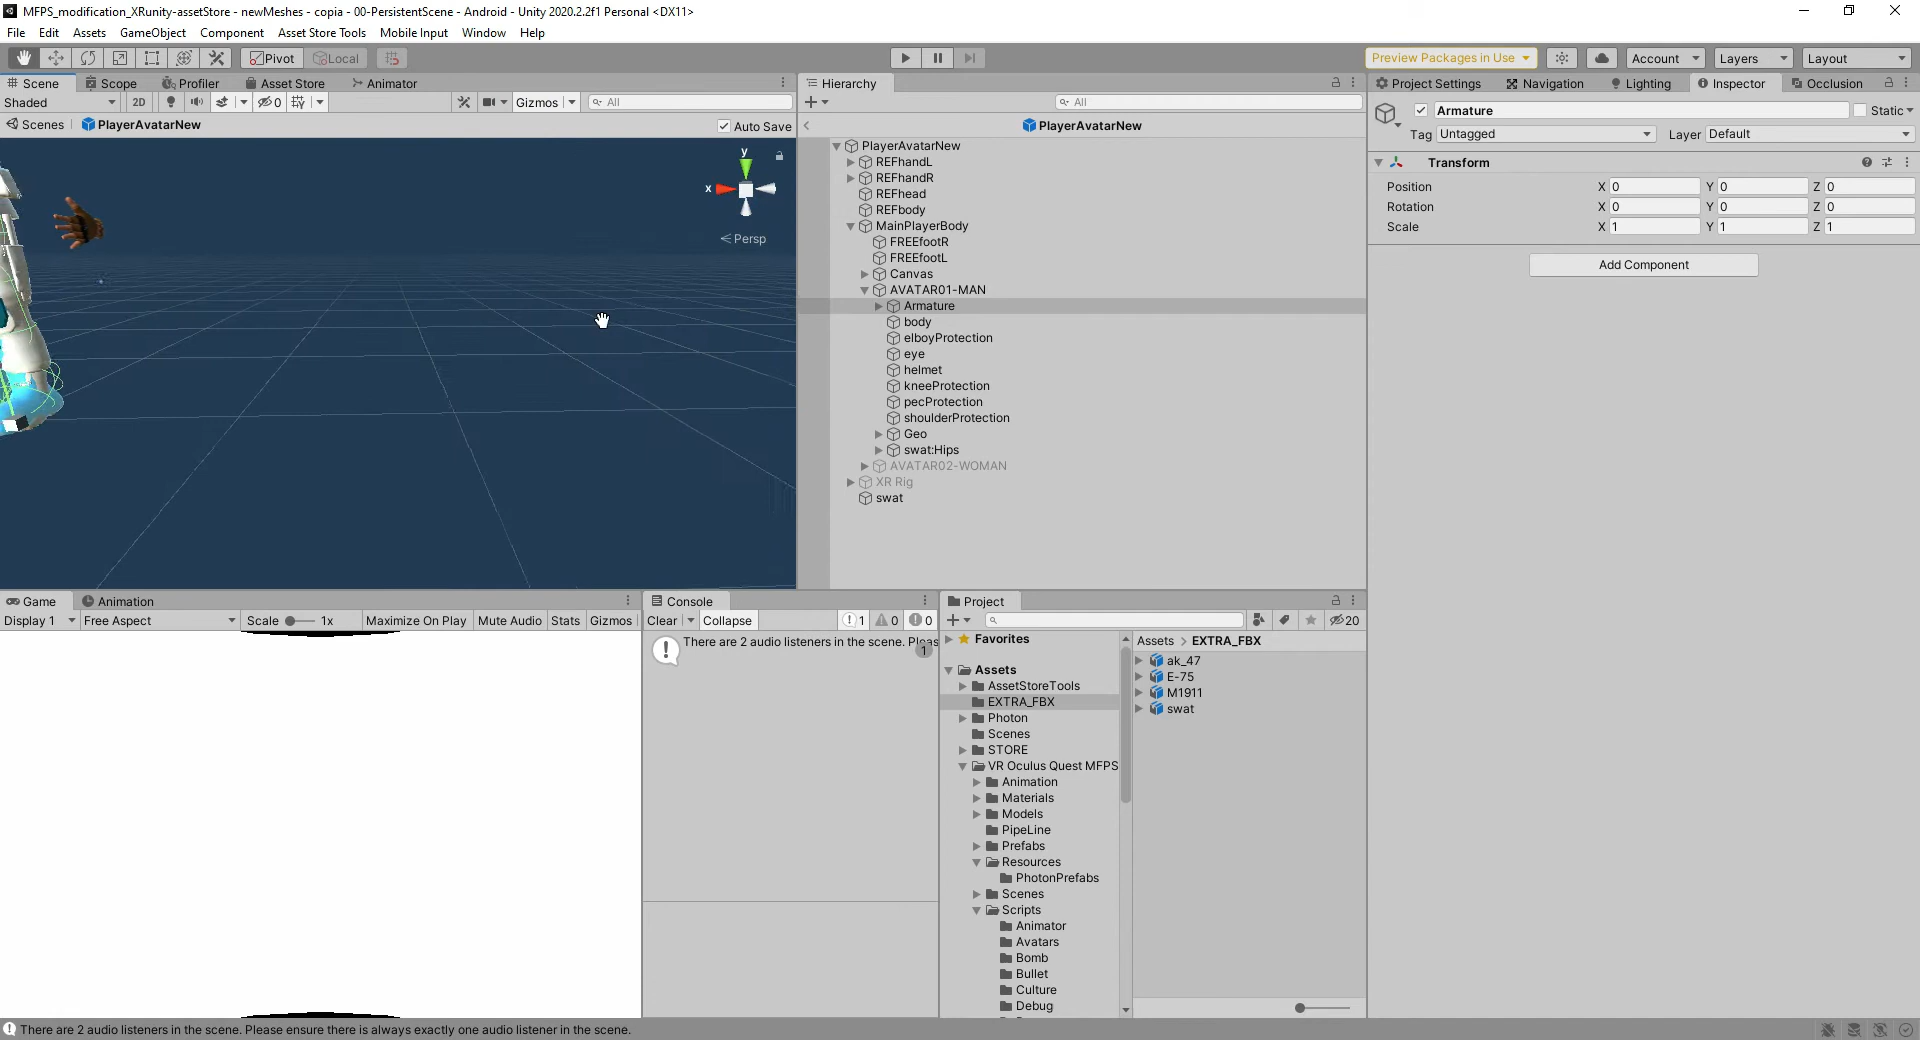 MFPS_modification_XRunity-assetStore - newMeshes - copia - 00-PersistentScene - Android - Unity 2020.2.2f1 Personal <DX11>
File Edit Assets GameObject Component Asset Store Tools Mobile Input Window Help
Pivot Local Preview Packages in Use Account Layers Layout
Scene Scope Profiler Asset Store Animator
Shaded 2D 0 Gizmos All
Scenes PlayerAvatarNew Auto Save
y
x
Persp
Hierarchy
All
PlayerAvatarNew
PlayerAvatarNew
REFhandL
REFhandR
REFhead
REFbody
MainPlayerBody
FREEfootR
FREEfootL
Canvas
AVATAR01-MAN
Armature
body
elboyProtection
eye
helmet
kneeProtection
pecProtection
shoulderProtection
Geo
swat:Hips
AVATAR02-WOMAN
XR Rig
swat
Project Settings Navigation Lighting Inspector Occlusion
Armature Static
Tag Untagged Layer Default
Transform
Position X 0 Y 0 Z 0
Rotation X 0 Y 0 Z 0
Scale X 1 Y 1 Z 1
Add Component
Game Animation
Display 1 Free Aspect Scale 1x Maximize On Play Mute Audio Stats Gizmos
Console
Clear Collapse 1 0 0
There are 2 audio listeners in the scene. Pleas
1
Project
20
Favorites
Assets
AssetStoreTools
EXTRA_FBX
Photon
Scenes
STORE
VR Oculus Quest MFPS
Animation
Materials
Models
PipeLine
Prefabs
Resources
PhotonPrefabs
Scenes
Scripts
Animator
Avatars
Bomb
Bullet
Culture
Debug
Assets > EXTRA_FBX
ak_47
E-75
M1911
swat
There are 2 audio listeners in the scene. Please ensure there is always exactly one audio listener in the scene.